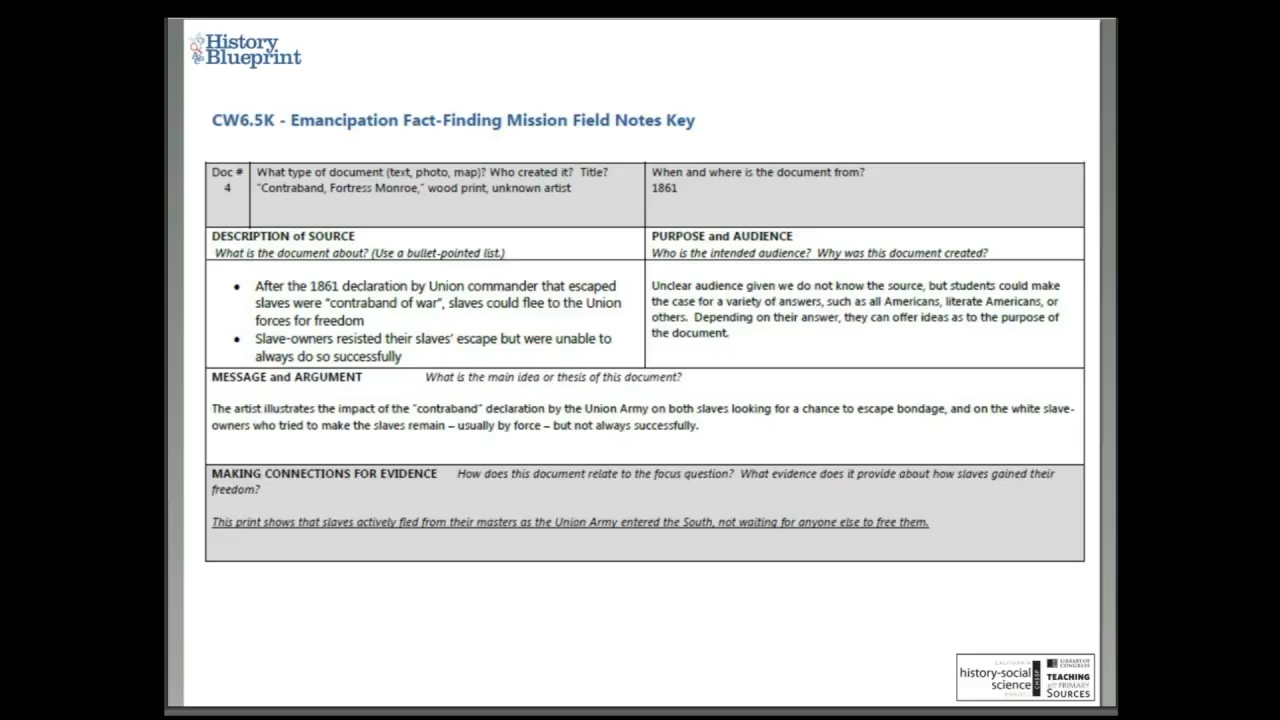 History
Blueprint
CW6.5K - Emancipation Fact-Finding Mission Field Notes Key
Doc #
4
What type of document (text, photo, map)? Who created it? Title?
"Contraband, Fortress Monroe," wood print, unknown artist
When and where is the document from?
1861
DESCRIPTION of SOURCE
What is the document about? (Use a bullet-pointed list.)
PURPOSE and AUDIENCE
Who is the intended audience? Why was this document created?
• After the 1861 declaration by Union commander that escaped
slaves were "contraband of war", slaves could flee to the Union
forces for freedom
• Slave-owners resisted their slaves' escape but were unable to
always do so successfully
Unclear audience given we do not know the source, but students could make
the case for a variety of answers, such as all Americans, literate Americans, or
others. Depending on their answer, they can offer ideas as to the purpose of
the document.
MESSAGE and ARGUMENT What is the main idea or thesis of this document?
The artist illustrates the impact of the "contraband" declaration by the Union Army on both slaves looking for a chance to escape bondage, and on the white slave-
owners who tried to make the slaves remain – usually by force – but not always successfully.
MAKING CONNECTIONS FOR EVIDENCE How does this document relate to the focus question? What evidence does it provide about how slaves gained their
freedom?
This print shows that slaves actively fled from their masters as the Union Army entered the South, not waiting for anyone else to free them.
CALIFORNIA
history-social
science
PROJECT
LIBRARY OF
CONGRESS
TEACHING
with PRIMARY
SOURCES